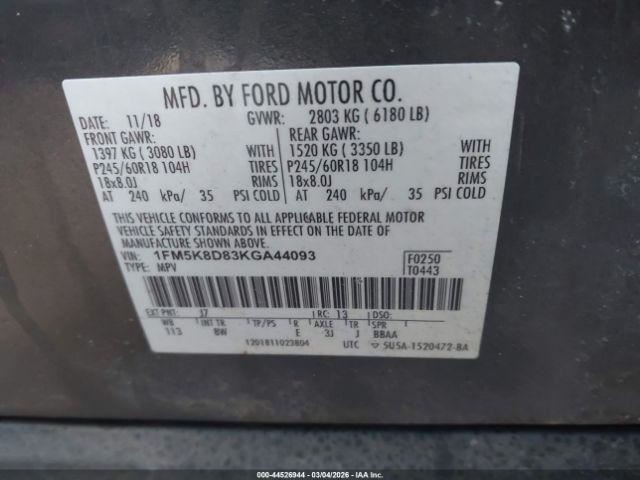 MFD. BY FORD MOTOR CO.
DATE: 11/18 GVWR: 2803 KG ( 6180 LB)
FRONT GAWR: REAR GAWR:
1397 KG ( 3080 LB) WITH 1520 KG ( 3350 LB) WITH
P245/60R18 104H TIRES P245/60R18 104H TIRES
18x8.0J RIMS 18x8.0J RIMS
AT 240 kPa/ 35 PSI COLD AT 240 kPa/ 35 PSI COLD
THIS VEHICLE CONFORMS TO ALL APPLICABLE FEDERAL MOTOR
VEHICLE SAFETY STANDARDS IN EFFECT ON THE DATE OF
MANUFACTURE SHOWN ABOVE.
VIN: 1FM5K8D83KGA44093 F0250
TYPE: MPV T0443
EXT PNT: J7 RC: 13 DSO:
WB INT TR TP/PS R AXLE TR SPR
113 8W E 3J J BBAA
1201811023804 UTC ▽ 5U5A-1520472-BA
000-44526944 | 03/04/2026 | IAA Inc.